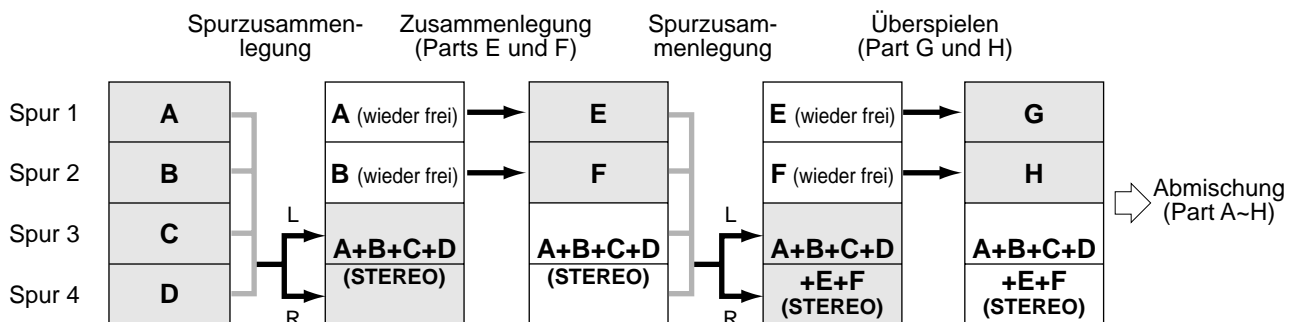 Spurzusammen-
legung
Zusammenlegung
(Parts E und F)
Spurzusam-
menlegung
Überspielen
(Part G und H)
Spur 1
A
A (wieder frei)
E
E (wieder frei)
G
Spur 2
B
B (wieder frei)
F
F (wieder frei)
H
Abmischung
(Part A~H)
Spur 3
C
L
A+B+C+D
A+B+C+D
L
A+B+C+D
A+B+C+D
Spur 4
D
R
(STEREO)
(STEREO)
R
+E+F
(STEREO)
+E+F
(STEREO)